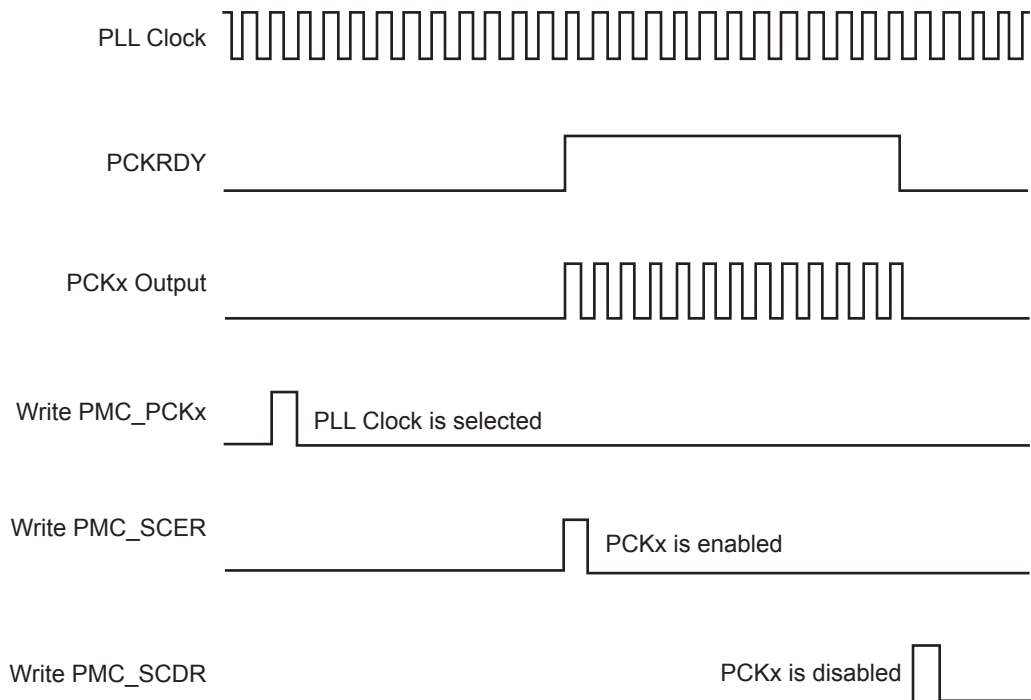 PLL Clock
PCKRDY
PCKx Output
Write PMC_PCKx
PLL Clock is selected
Write PMC_SCER
PCKx is enabled
Write PMC_SCDR
PCKx is disabled